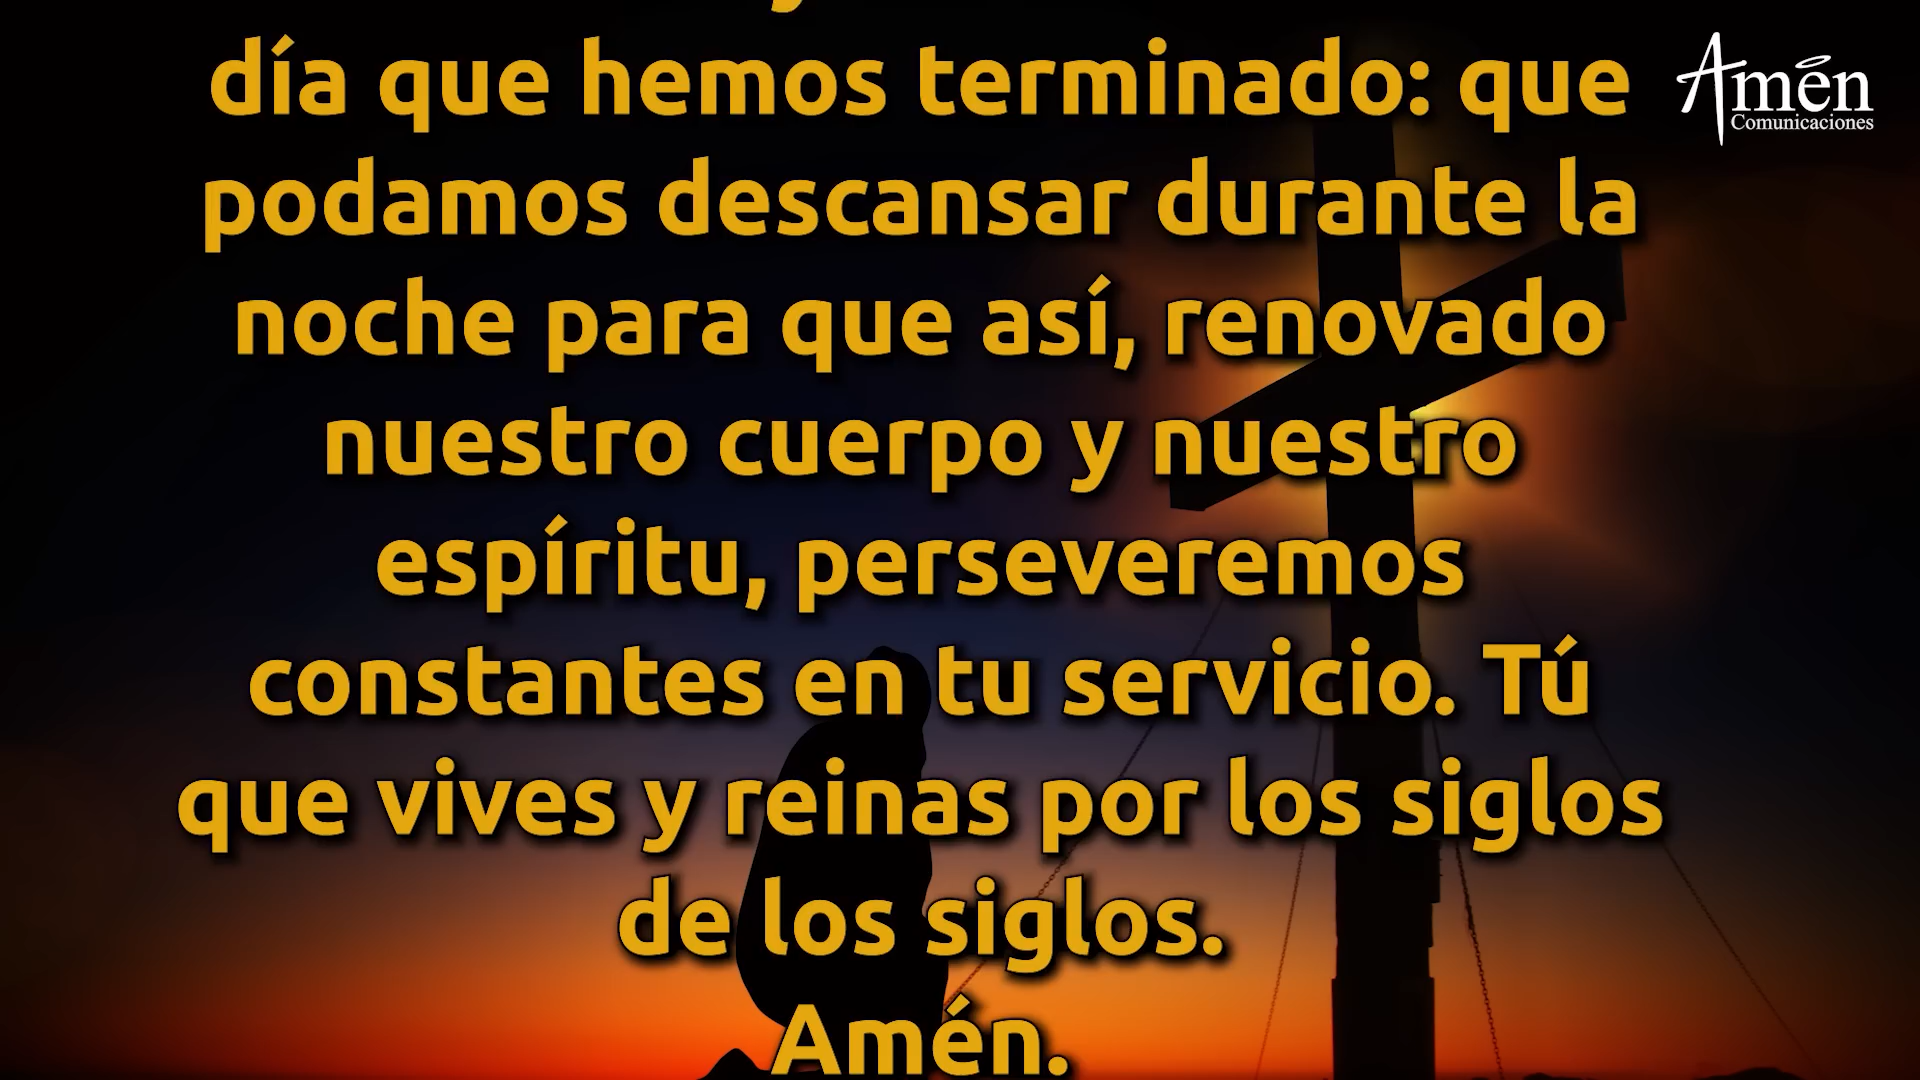 día que hemos terminado: que
podamos descansar durante la
noche para que así, renovado
nuestro cuerpo y nuestro
espíritu, perseveremos
constantes en tu servicio. Tú
que vives y reinas por los siglos
de los siglos.
Amén.
Amén
Comunicaciones